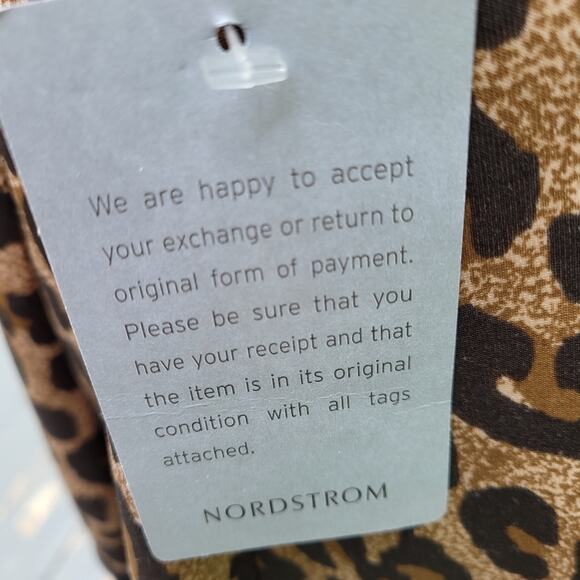 We are happy to accept
your exchange or return to
original form of payment.
Please be sure that you
have your receipt and that
the item is in its original
condition with all tags
attached.
NORDSTROM